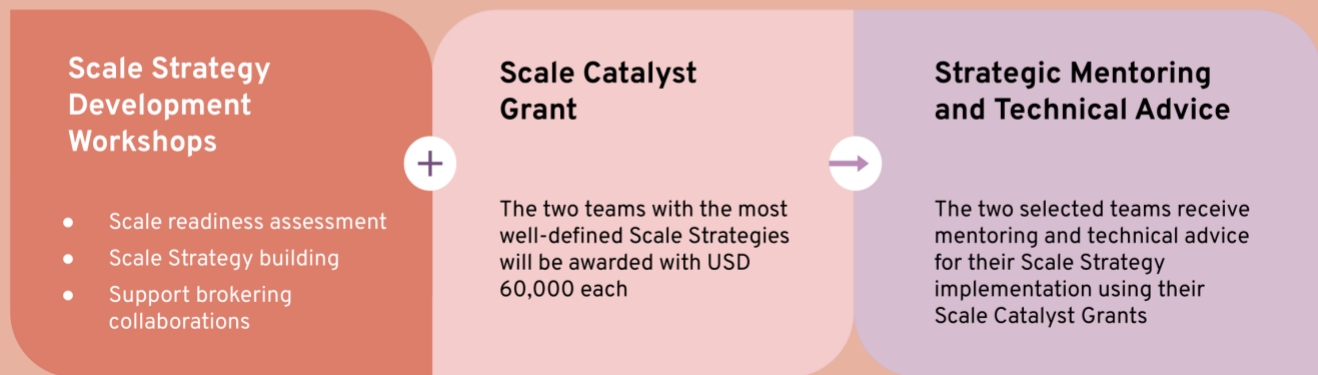 Scale Strategy
Development
Workshops
● Scale readiness assessment
● Scale Strategy building
● Support brokering
collaborations
+
Scale Catalyst
Grant
The two teams with the most
well-defined Scale Strategies
will be awarded with USD
60,000 each
Strategic Mentoring
and Technical Advice
The two selected teams receive
mentoring and technical advice
for their Scale Strategy
implementation using their
Scale Catalyst Grants